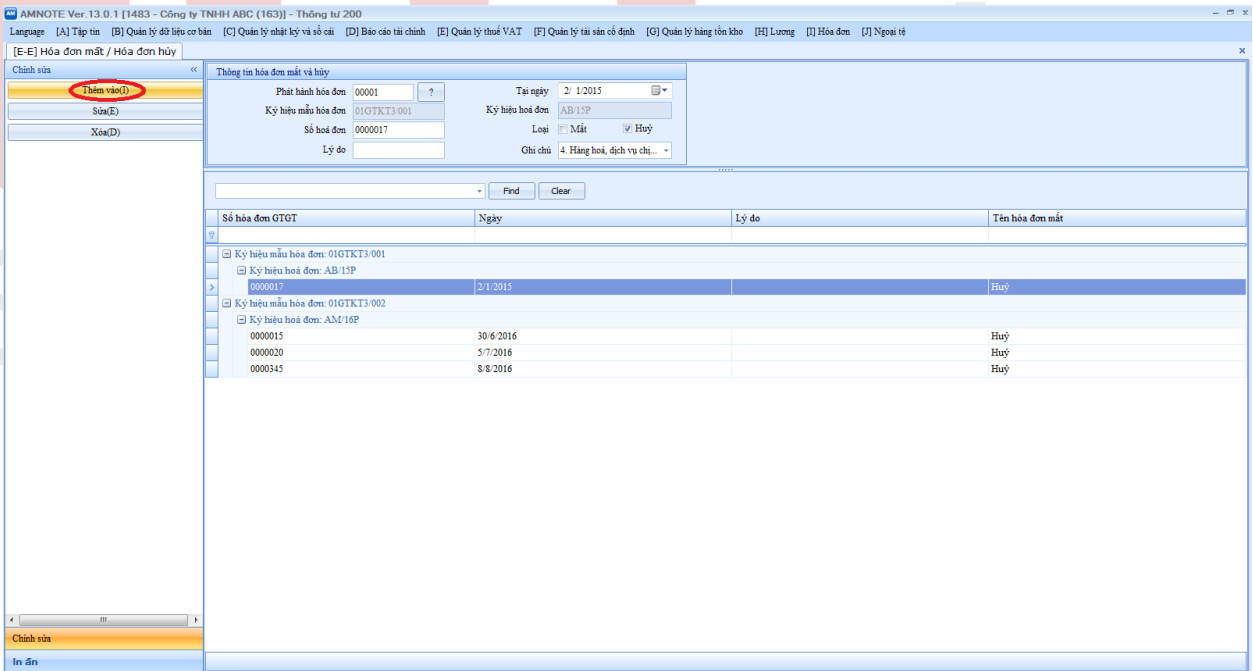 AMNOTE Ver.13.0.1 [1483 - Công ty TNHH ABC (163)] - Thông tư 200
Language [A] Tập tin [B] Quản lý dữ liệu cơ bản [C] Quản lý nhật ký và sổ cái [D] Báo cáo tài chính [E] Quản lý thuế VAT [F] Quản lý tài sản cố định [G] Quản lý hàng tồn kho [H] Lương [I] Hóa đơn [J] Ngoại tệ
[E-E] Hóa đơn mất / Hóa đơn hủy
Chỉnh sửa
Thêm vào(I)
Sửa(E)
Xóa(D)
Thông tin hóa đơn mất và hủy
Phát hành hóa đơn 00001 ? Tại ngày 2/ 1/2015
Ký hiệu mẫu hóa đơn 01GTKT3/001 Ký hiệu hoá đơn AB/15P
Số hoá đơn 0000017 Loại Mất Huỷ
Lý do Ghi chú 4. Hàng hoá, dịch vụ chị...
Find Clear
Số hóa đơn GTGT Ngày Lý do Tên hóa đơn mất
Ký hiệu mẫu hóa đơn: 01GTKT3/001
Ký hiệu hoá đơn: AB/15P
0000017 2/1/2015 Huỷ
Ký hiệu mẫu hóa đơn: 01GTKT3/002
Ký hiệu hoá đơn: AM/16P
0000015 30/6/2016 Huỷ
0000020 5/7/2016 Huỷ
0000345 8/8/2016 Huỷ
Chỉnh sửa
In ấn